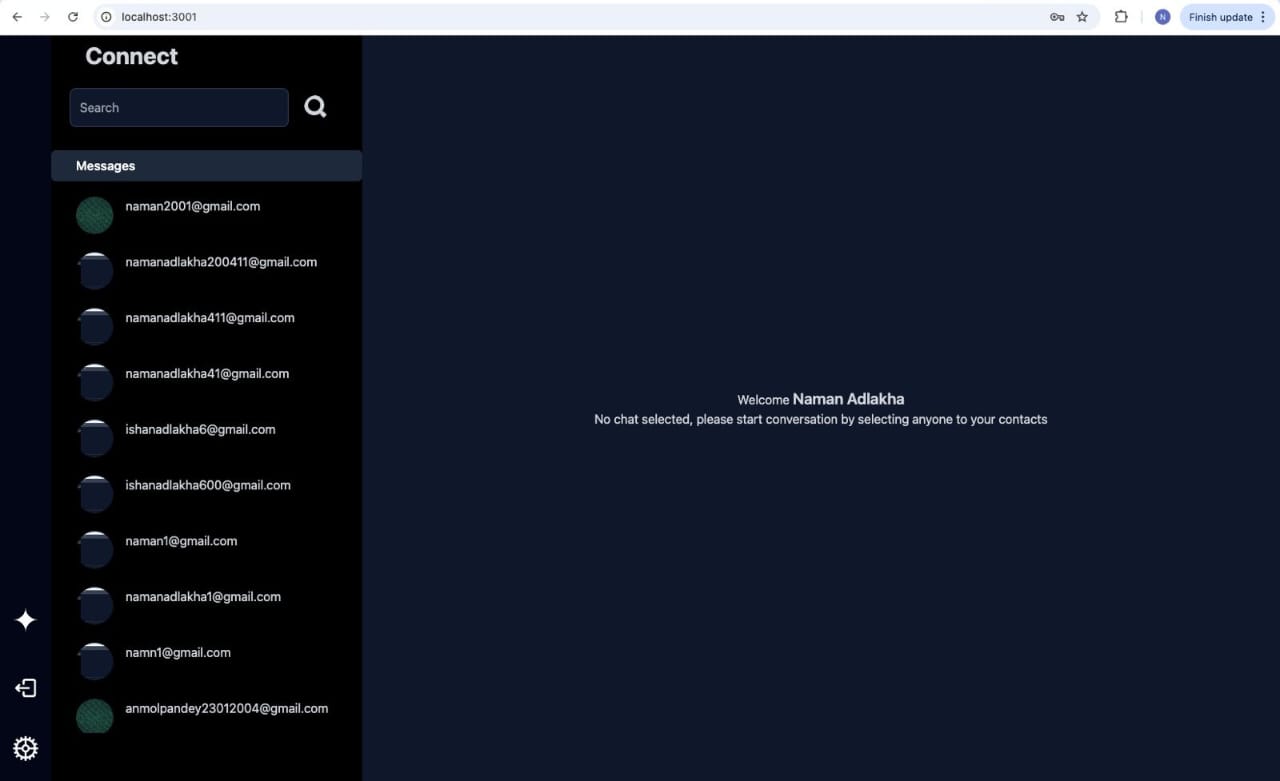 localhost:3001
N
Finish update
Connect
Search
Messages
naman2001@gmail.com
namanadlakha200411@gmail.com
namanadlakha411@gmail.com
namanadlakha41@gmail.com
ishanadlakha6@gmail.com
ishanadlakha600@gmail.com
naman1@gmail.com
namanadlakha1@gmail.com
namn1@gmail.com
anmolpandey23012004@gmail.com
Welcome Naman Adlakha
No chat selected, please start conversation by selecting anyone to your contacts